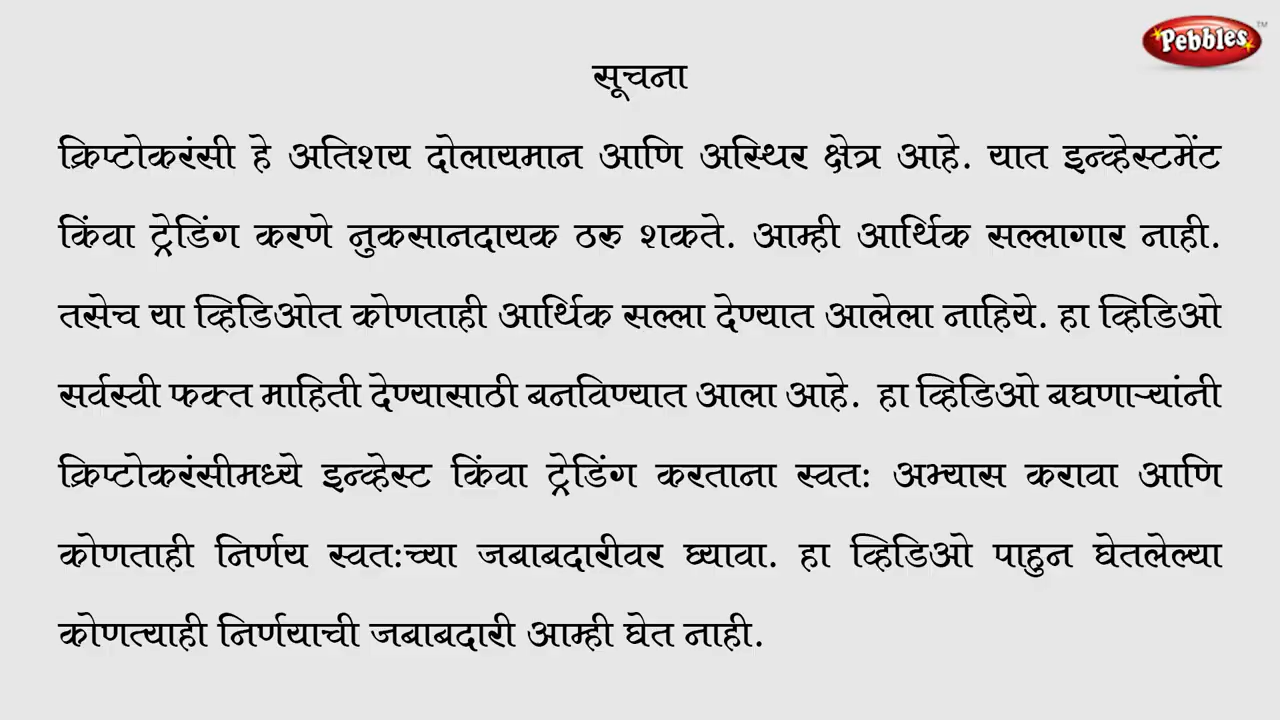 Pebbles™
सूचना
क्रिप्टोकरंसी हे अतिशय दोलायमान आणि अस्थिर क्षेत्र आहे. यात इन्व्हेस्टमेंट
किंवा ट्रेडिंग करणे नुकसानदायक ठरु शकते. आम्ही आर्थिक सल्लागार नाही.
तसेच या व्हिडिओत कोणताही आर्थिक सल्ला देण्यात आलेला नाहिये. हा व्हिडिओ
सर्वस्वी फक्त माहिती देण्यासाठी बनविण्यात आला आहे. हा व्हिडिओ बघणाऱ्यांनी
क्रिप्टोकरंसीमध्ये इन्व्हेस्ट किंवा ट्रेडिंग करताना स्वतः अभ्यास करावा आणि
कोणताही निर्णय स्वतःच्या जबाबदारीवर घ्यावा. हा व्हिडिओ पाहुन घेतलेल्या
कोणत्याही निर्णयाची जबाबदारी आम्ही घेत नाही.